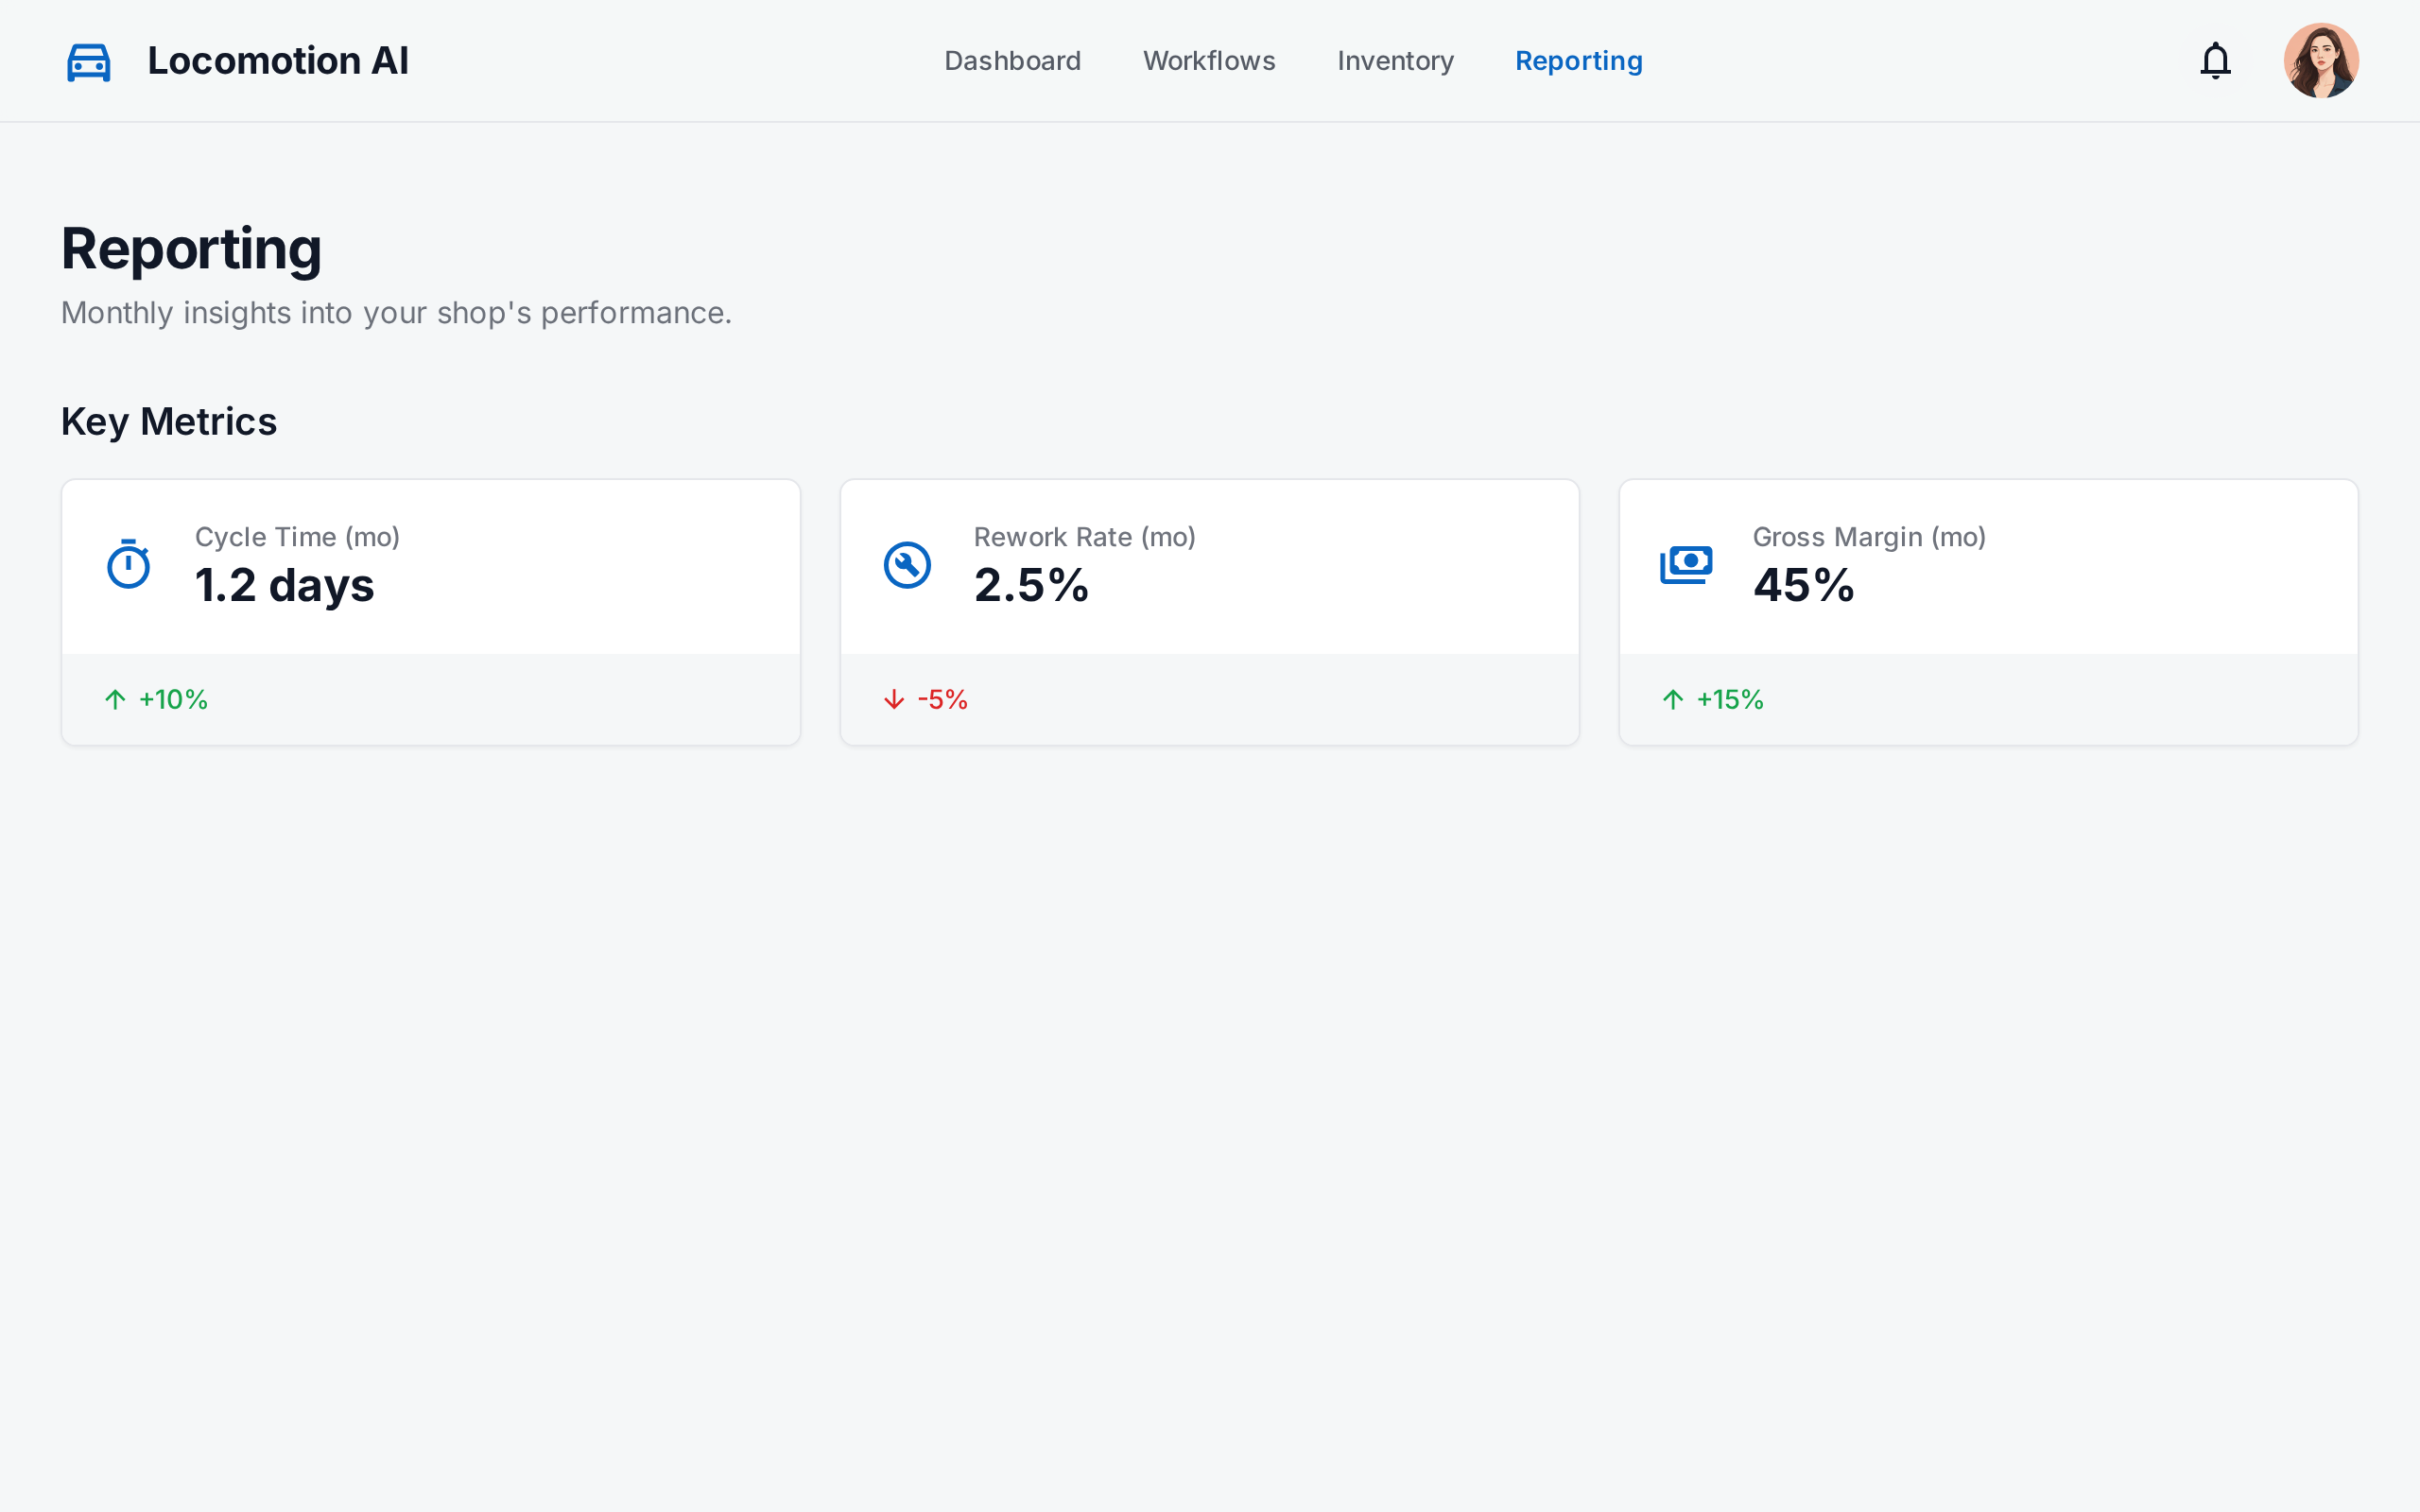 Locomotion AI
Dashboard
Workflows
Inventory
Reporting
Reporting
Monthly insights into your shop's performance.
Key Metrics
Cycle Time (mo)
1.2 days
+10%
Rework Rate (mo)
2.5%
-5%
Gross Margin (mo)
45%
+15%